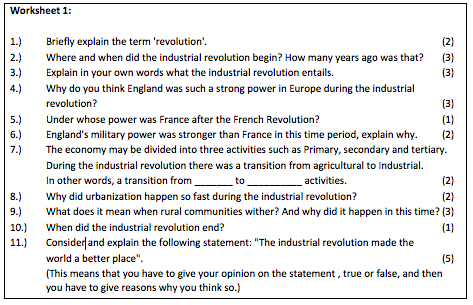 Worksheet 1:
1.) Briefly explain the term 'revolution'. (2)
2.) Where and when did the industrial revolution begin? How many years ago was that? (3)
3.) Explain in your own words what the industrial revolution entails. (3)
4.) Why do you think England was such a strong power in Europe during the industrial
revolution? (3)
5.) Under whose power was France after the French Revolution? (1)
6.) England's military power was stronger than France in this time period, explain why. (2)
7.) The economy may be divided into three activities such as Primary, secondary and tertiary.
During the industrial revolution there was a transition from agricultural to Industrial.
In other words, a transition from _______ to _________ activities. (2)
8.) Why did urbanization happen so fast during the industrial revolution? (2)
9.) What does it mean when rural communities wither? And why did it happen in this time? (3)
10.) When did the industrial revolution end? (1)
11.) Consider and explain the following statement: "The industrial revolution made the
world a better place". (5)
(This means that you have to give your opinion on the statement , true or false, and then
you have to give reasons why you think so.)